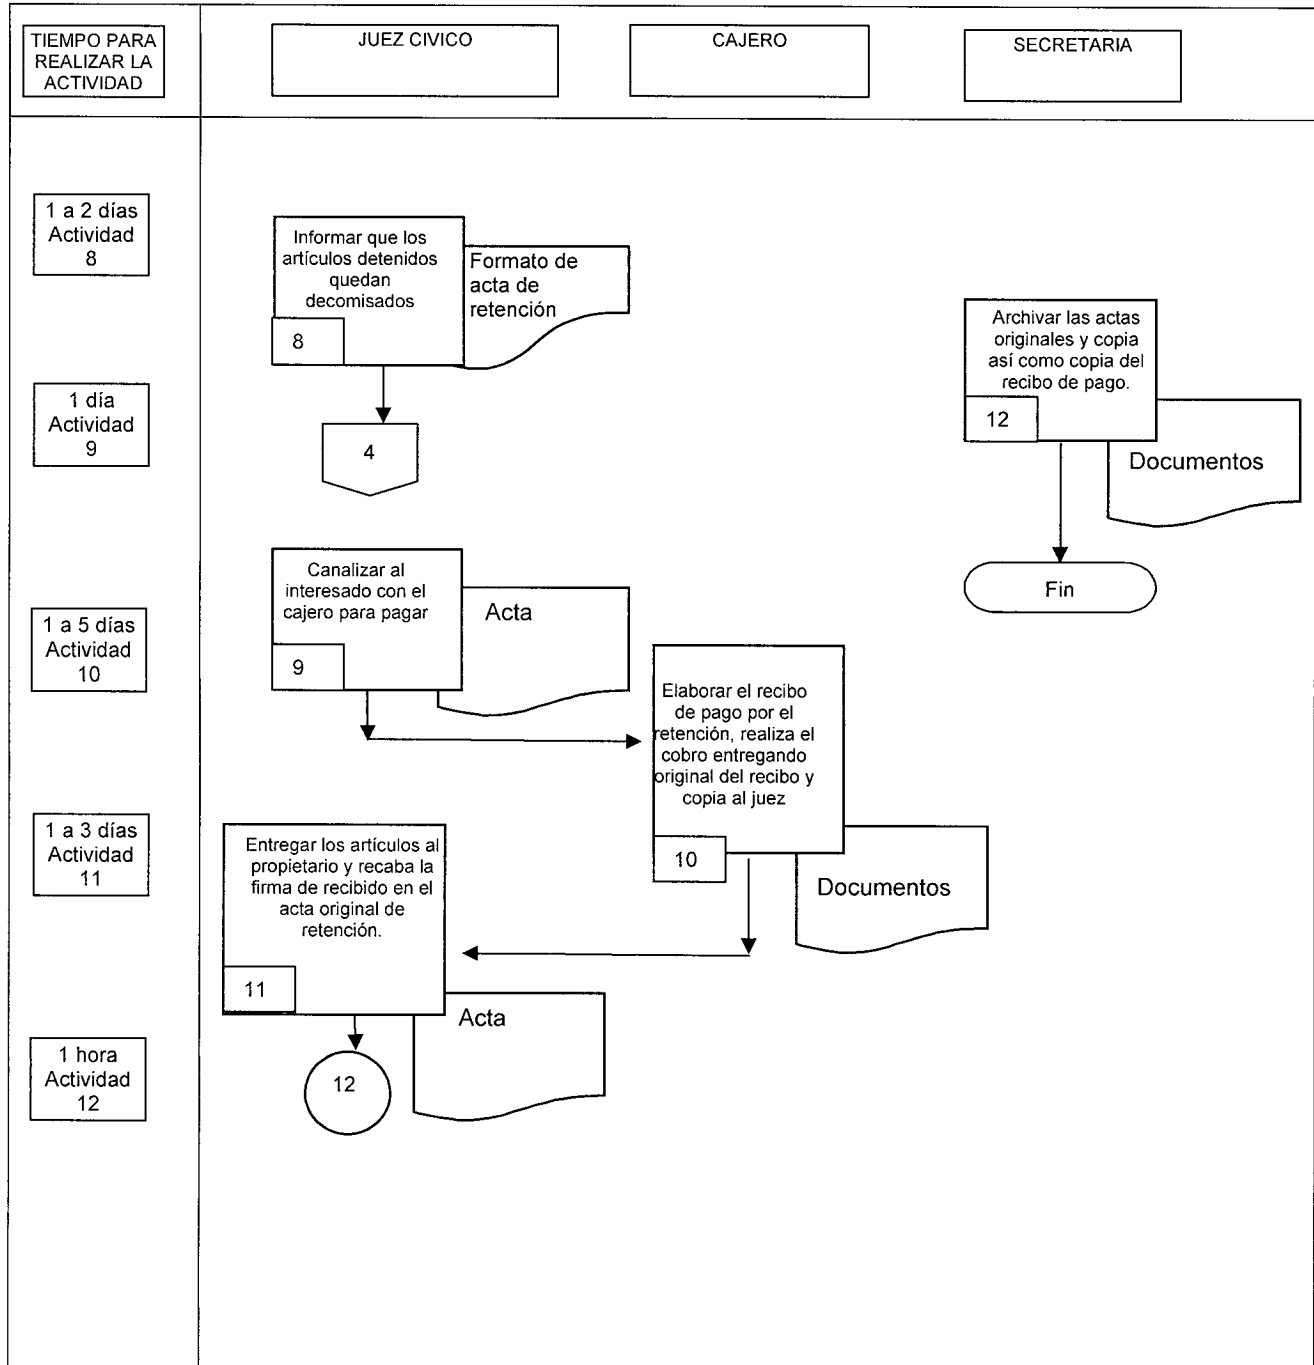 TIEMPO PARA
REALIZAR LA
ACTIVIDAD
JUEZ CIVICO
CAJERO
SECRETARIA
1 a 2 días
Actividad
8
Informar que los
artículos detenidos
quedan
decomisados
8
Formato de
acta de
retención
Archivar las actas
originales y copia
así como copia del
recibo de pago.
12
Documentos
1 día
Actividad
9
4
Fin
Canalizar al
interesado con el
cajero para pagar
9
Acta
1 a 5 días
Actividad
10
Elaborar el recibo
de pago por el
retención, realiza el
cobro entregando
original del recibo y
copia al juez
10
Documentos
1 a 3 días
Actividad
11
Entregar los artículos al
propietario y recaba la
firma de recibido en el
acta original de
retención.
11
Acta
1 hora
Actividad
12
12